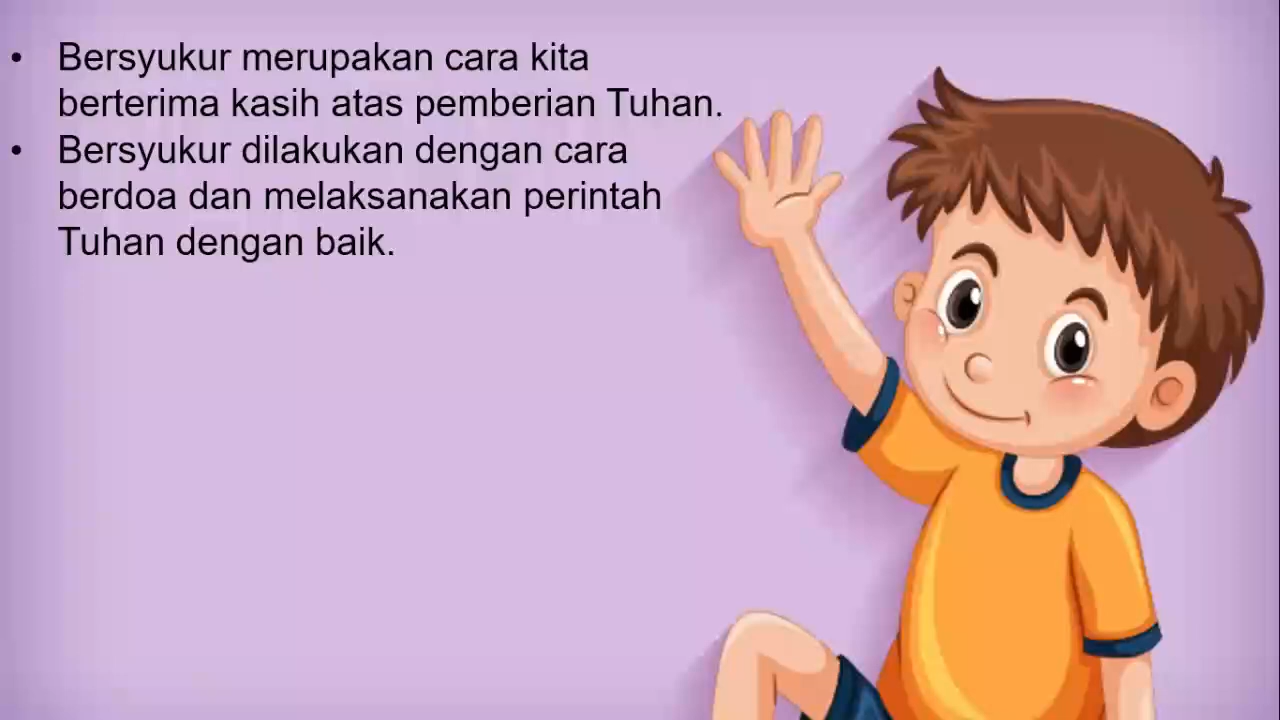 • Bersyukur merupakan cara kita
berterima kasih atas pemberian Tuhan.
• Bersyukur dilakukan dengan cara
berdoa dan melaksanakan perintah
Tuhan dengan baik.